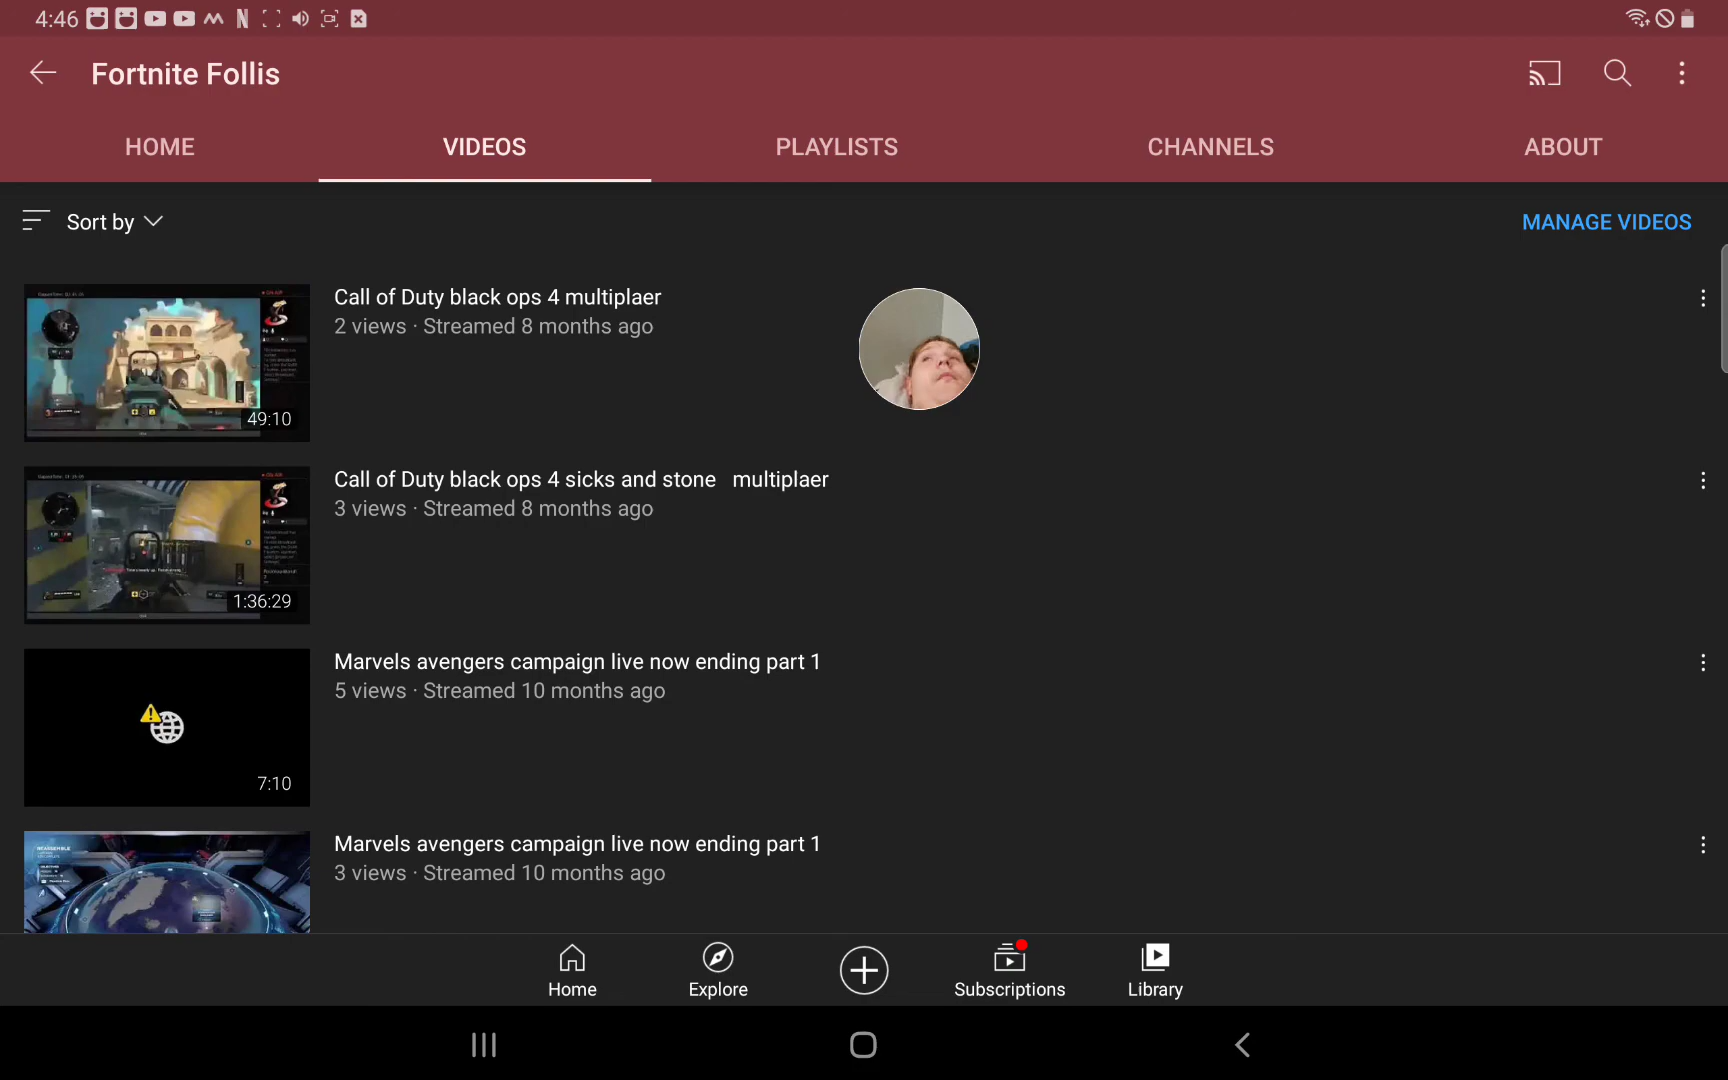 4:46
Fortnite Follis
HOME VIDEOS PLAYLISTS CHANNELS ABOUT
Sort by MANAGE VIDEOS
Call of Duty black ops 4 multiplaer
2 views · Streamed 8 months ago
49:10
Call of Duty black ops 4 sicks and stone multiplaer
3 views · Streamed 8 months ago
1:36:29
Marvels avengers campaign live now ending part 1
5 views · Streamed 10 months ago
7:10
Marvels avengers campaign live now ending part 1
3 views · Streamed 10 months ago
REASSEMBLE
Home Explore Subscriptions Library